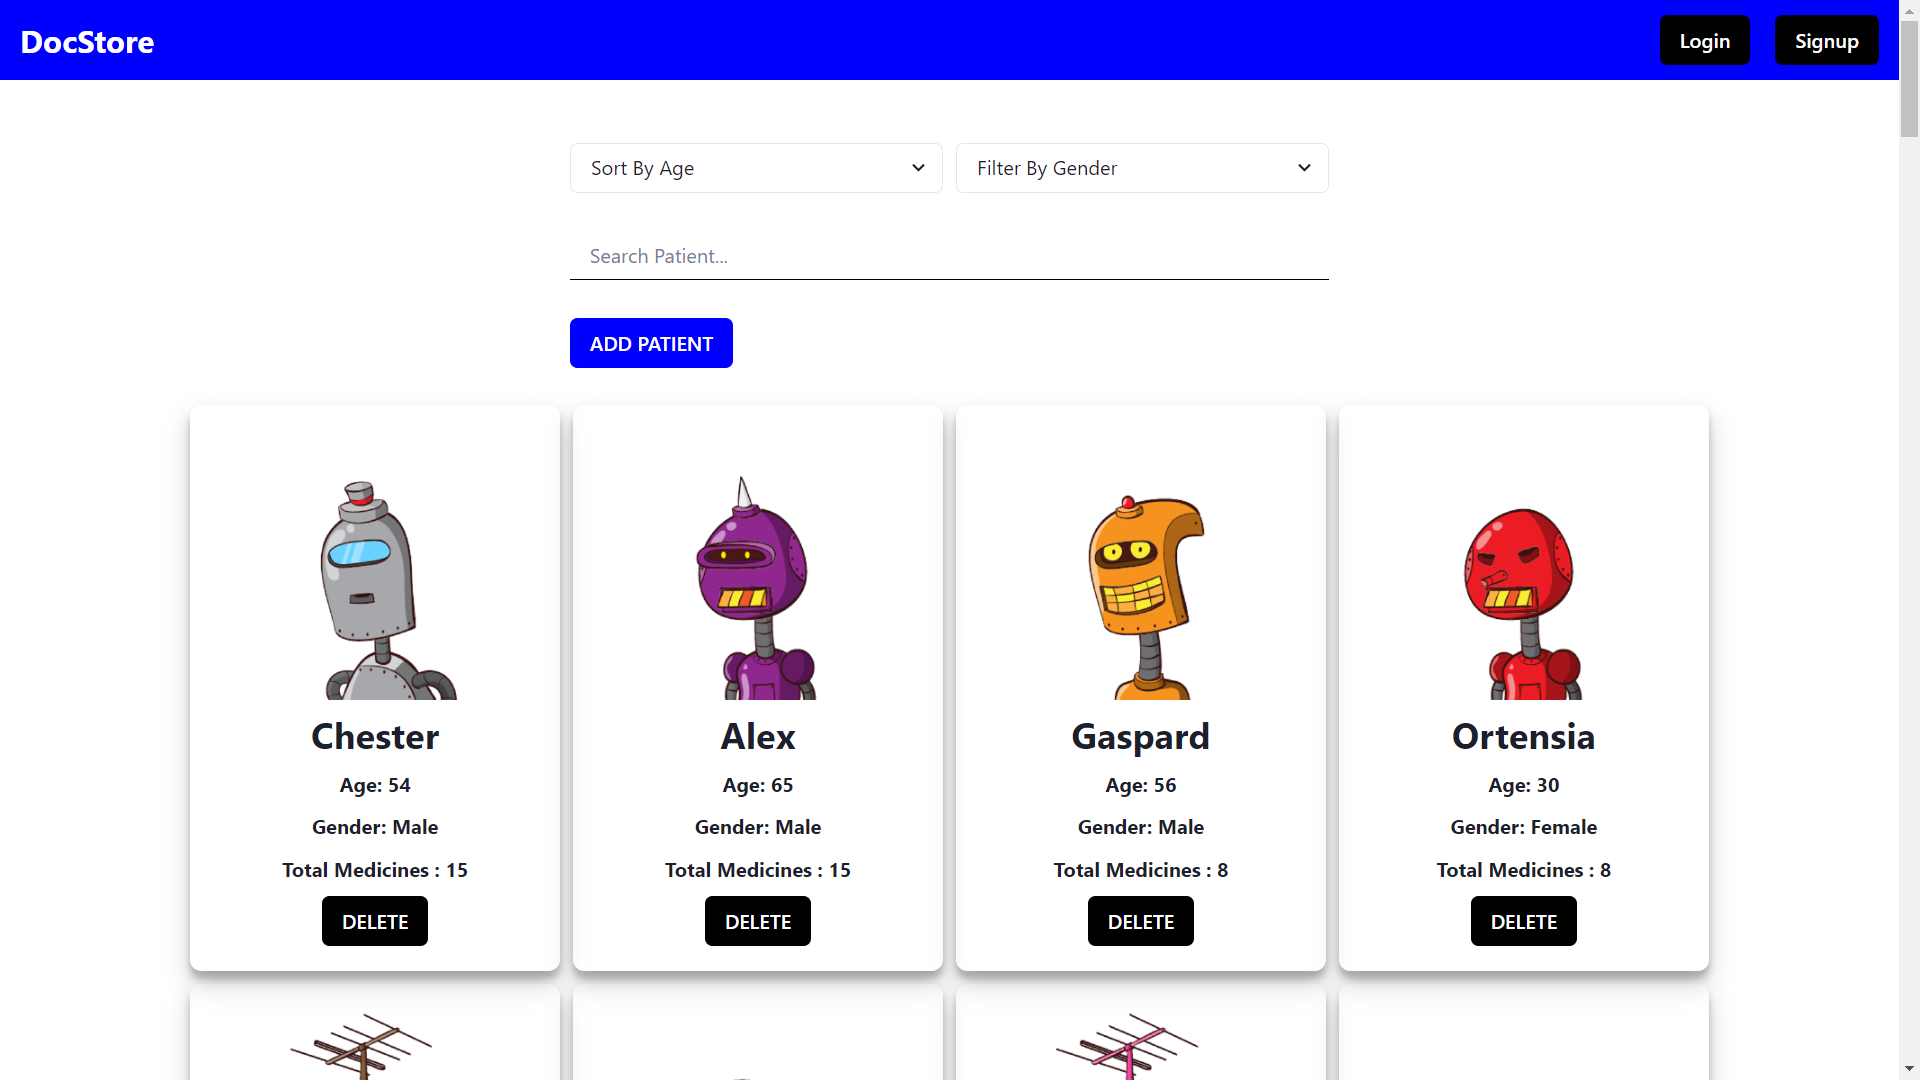 DocStore
Login
Signup
Sort By Age
Filter By Gender
Search Patient...
ADD PATIENT
Chester
Age: 54
Gender: Male
Total Medicines : 15
DELETE
Alex
Age: 65
Gender: Male
Total Medicines : 15
DELETE
Gaspard
Age: 56
Gender: Male
Total Medicines : 8
DELETE
Ortensia
Age: 30
Gender: Female
Total Medicines : 8
DELETE